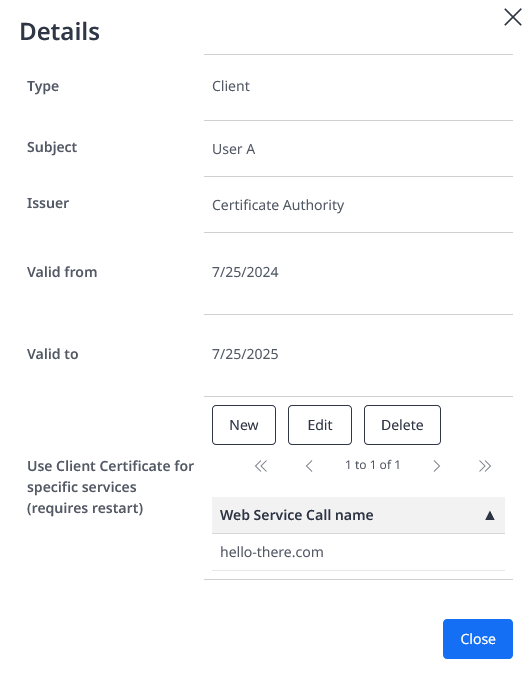 Details
Type
Client
Subject
User A
Issuer
Certificate Authority
Valid from
7/25/2024
Valid to
7/25/2025
New
Edit
Delete
Use Client Certificate for
specific services
(requires restart)
1 to 1 of 1
Web Service Call name
hello-there.com
Close